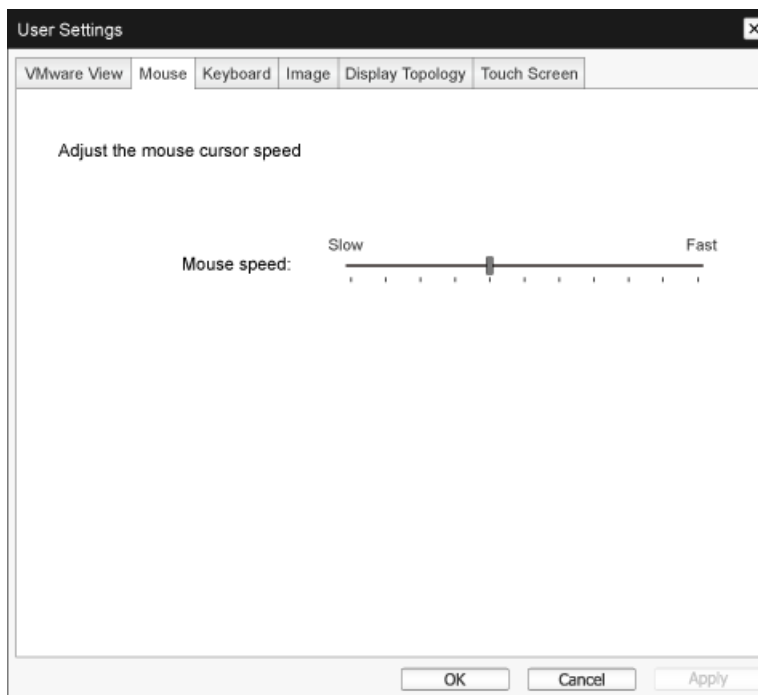 User Settings
VMware View Mouse Keyboard Image Display Topology Touch Screen
Adjust the mouse cursor speed
Slow Fast
Mouse speed:
OK Cancel Apply